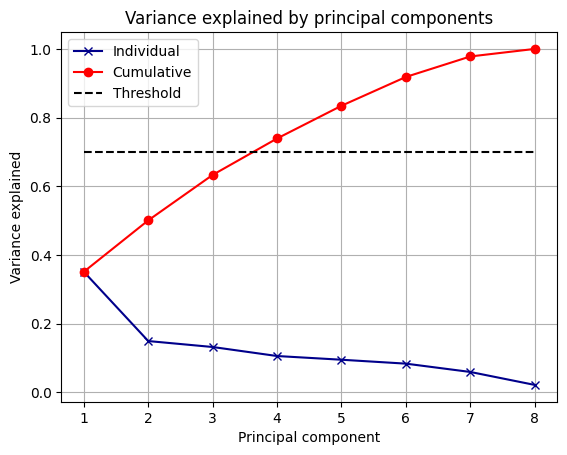 Variance explained by principal components
Individual
Cumulative
Threshold
Variance explained
1.0
0.8
0.6
0.4
0.2
0.0
1 2 3 4 5 6 7 8
Principal component